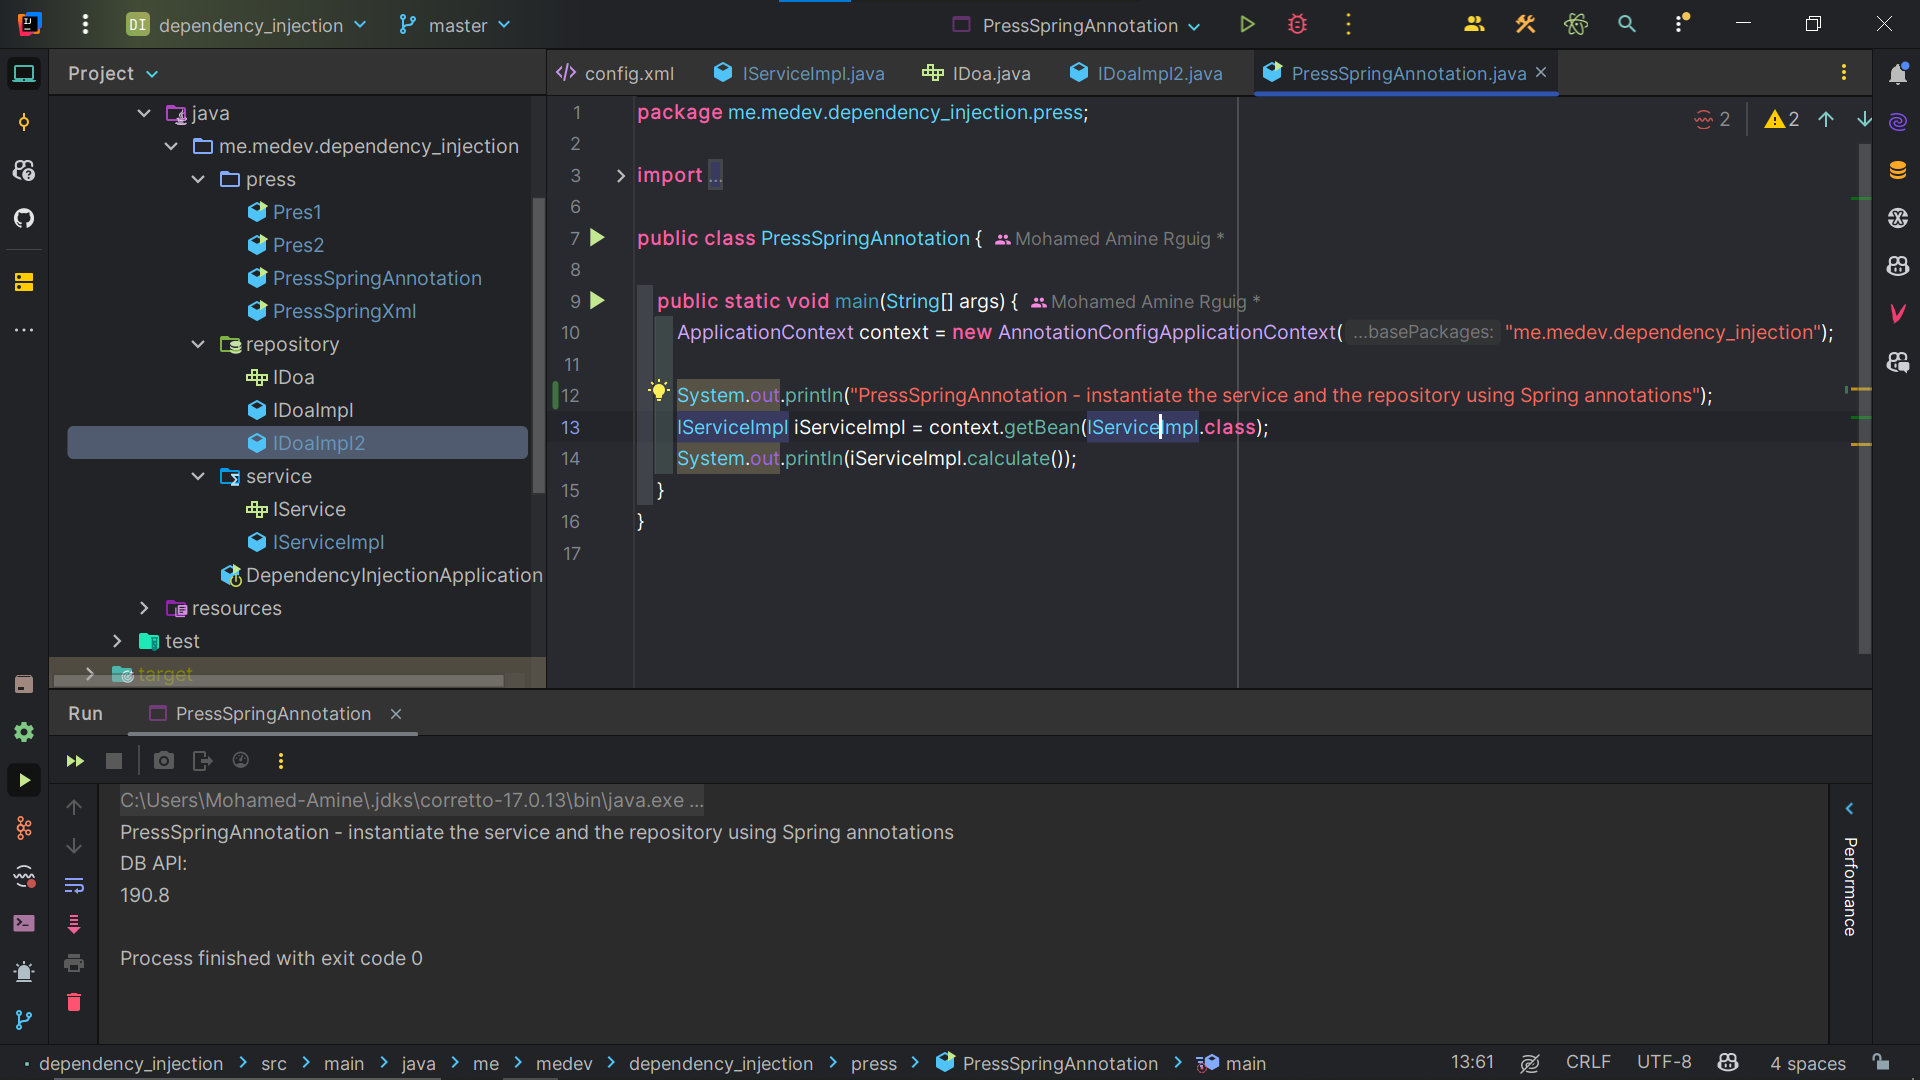 DI dependency_injection master PressSpringAnnotation
Project
config.xml IServiceImpl.java IDoa.java IDoaImpl2.java PressSpringAnnotation.java
java
me.medev.dependency_injection
press
Pres1
Pres2
PressSpringAnnotation
PressSpringXml
repository
IDoa
IDoaImpl
IDoaImpl2
service
IService
IServiceImpl
DependencyInjectionApplication
resources
test
target
2 2
1 package me.medev.dependency_injection.press;
2
3 import ...
6
7 public class PressSpringAnnotation { Mohamed Amine Rguig *
8
9 public static void main(String[] args) { Mohamed Amine Rguig *
10 ApplicationContext context = new AnnotationConfigApplicationContext( ...basePackages: "me.medev.dependency_injection");
11
12 System.out.println("PressSpringAnnotation - instantiate the service and the repository using Spring annotations");
13 IServiceImpl iServiceImpl = context.getBean(IServiceImpl.class);
14 System.out.println(iServiceImpl.calculate());
15 }
16 }
17
Run PressSpringAnnotation
C:\Users\Mohamed-Amine\.jdks\corretto-17.0.13\bin\java.exe ...
PressSpringAnnotation - instantiate the service and the repository using Spring annotations
DB API:
190.8
Process finished with exit code 0
Performance
dependency_injection > src > main > java > me > medev > dependency_injection > press > PressSpringAnnotation > main 13:61 CRLF UTF-8 4 spaces